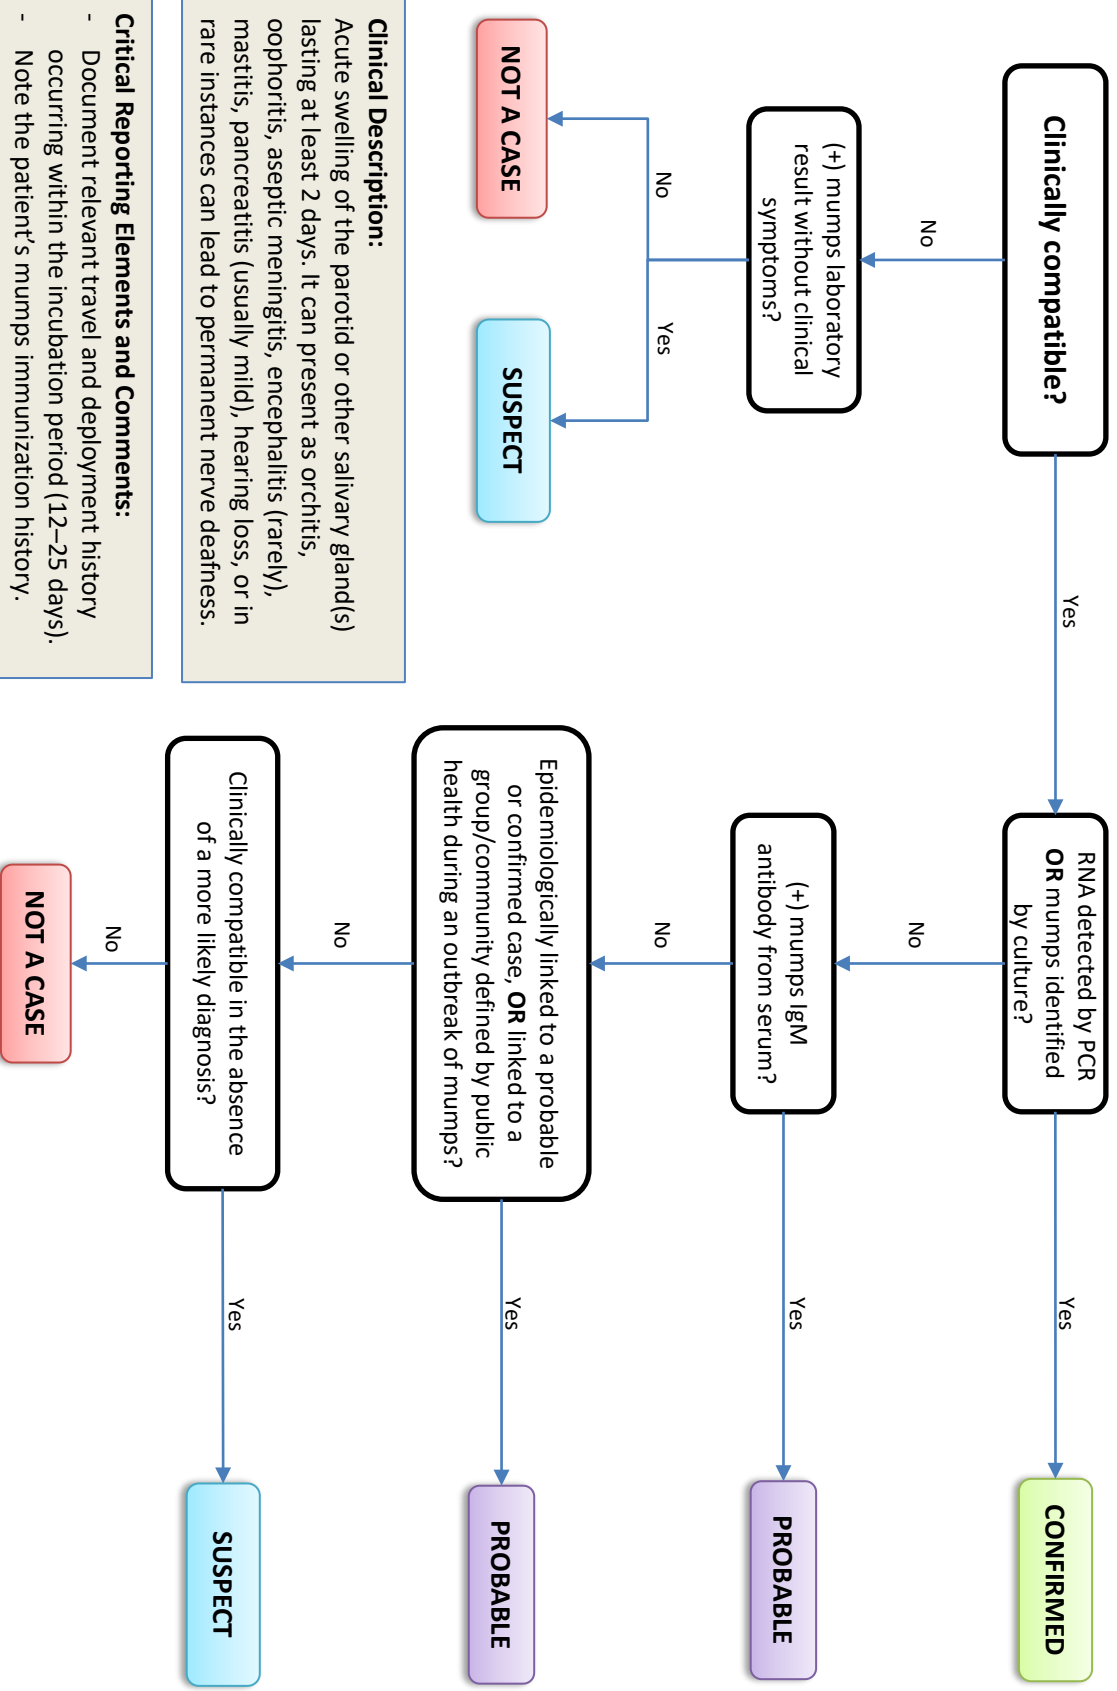 Clinically compatible?
Yes
RNA detected by PCR
OR mumps identified
by culture?
Yes
CONFIRMED
No
(+) mumps laboratory
result without clinical
symptoms?
No
Yes
NOT A CASE
SUSPECT
No
(+) mumps IgM
antibody from serum?
Yes
PROBABLE
No
Epidemiologically linked to a probable
or confirmed case, OR linked to a
group/community defined by public
health during an outbreak of mumps?
Yes
PROBABLE
No
Clinically compatible in the absence
of a more likely diagnosis?
Yes
SUSPECT
No
NOT A CASE
Clinical Description:
Acute swelling of the parotid or other salivary gland(s)
lasting at least 2 days. It can present as orchitis,
oophoritis, aseptic meningitis, encephalitis (rarely),
mastitis, pancreatitis (usually mild), hearing loss, or in
rare instances can lead to permanent nerve deafness.
Critical Reporting Elements and Comments:
- Document relevant travel and deployment history
occurring within the incubation period (12–25 days).
- Note the patient's mumps immunization history.